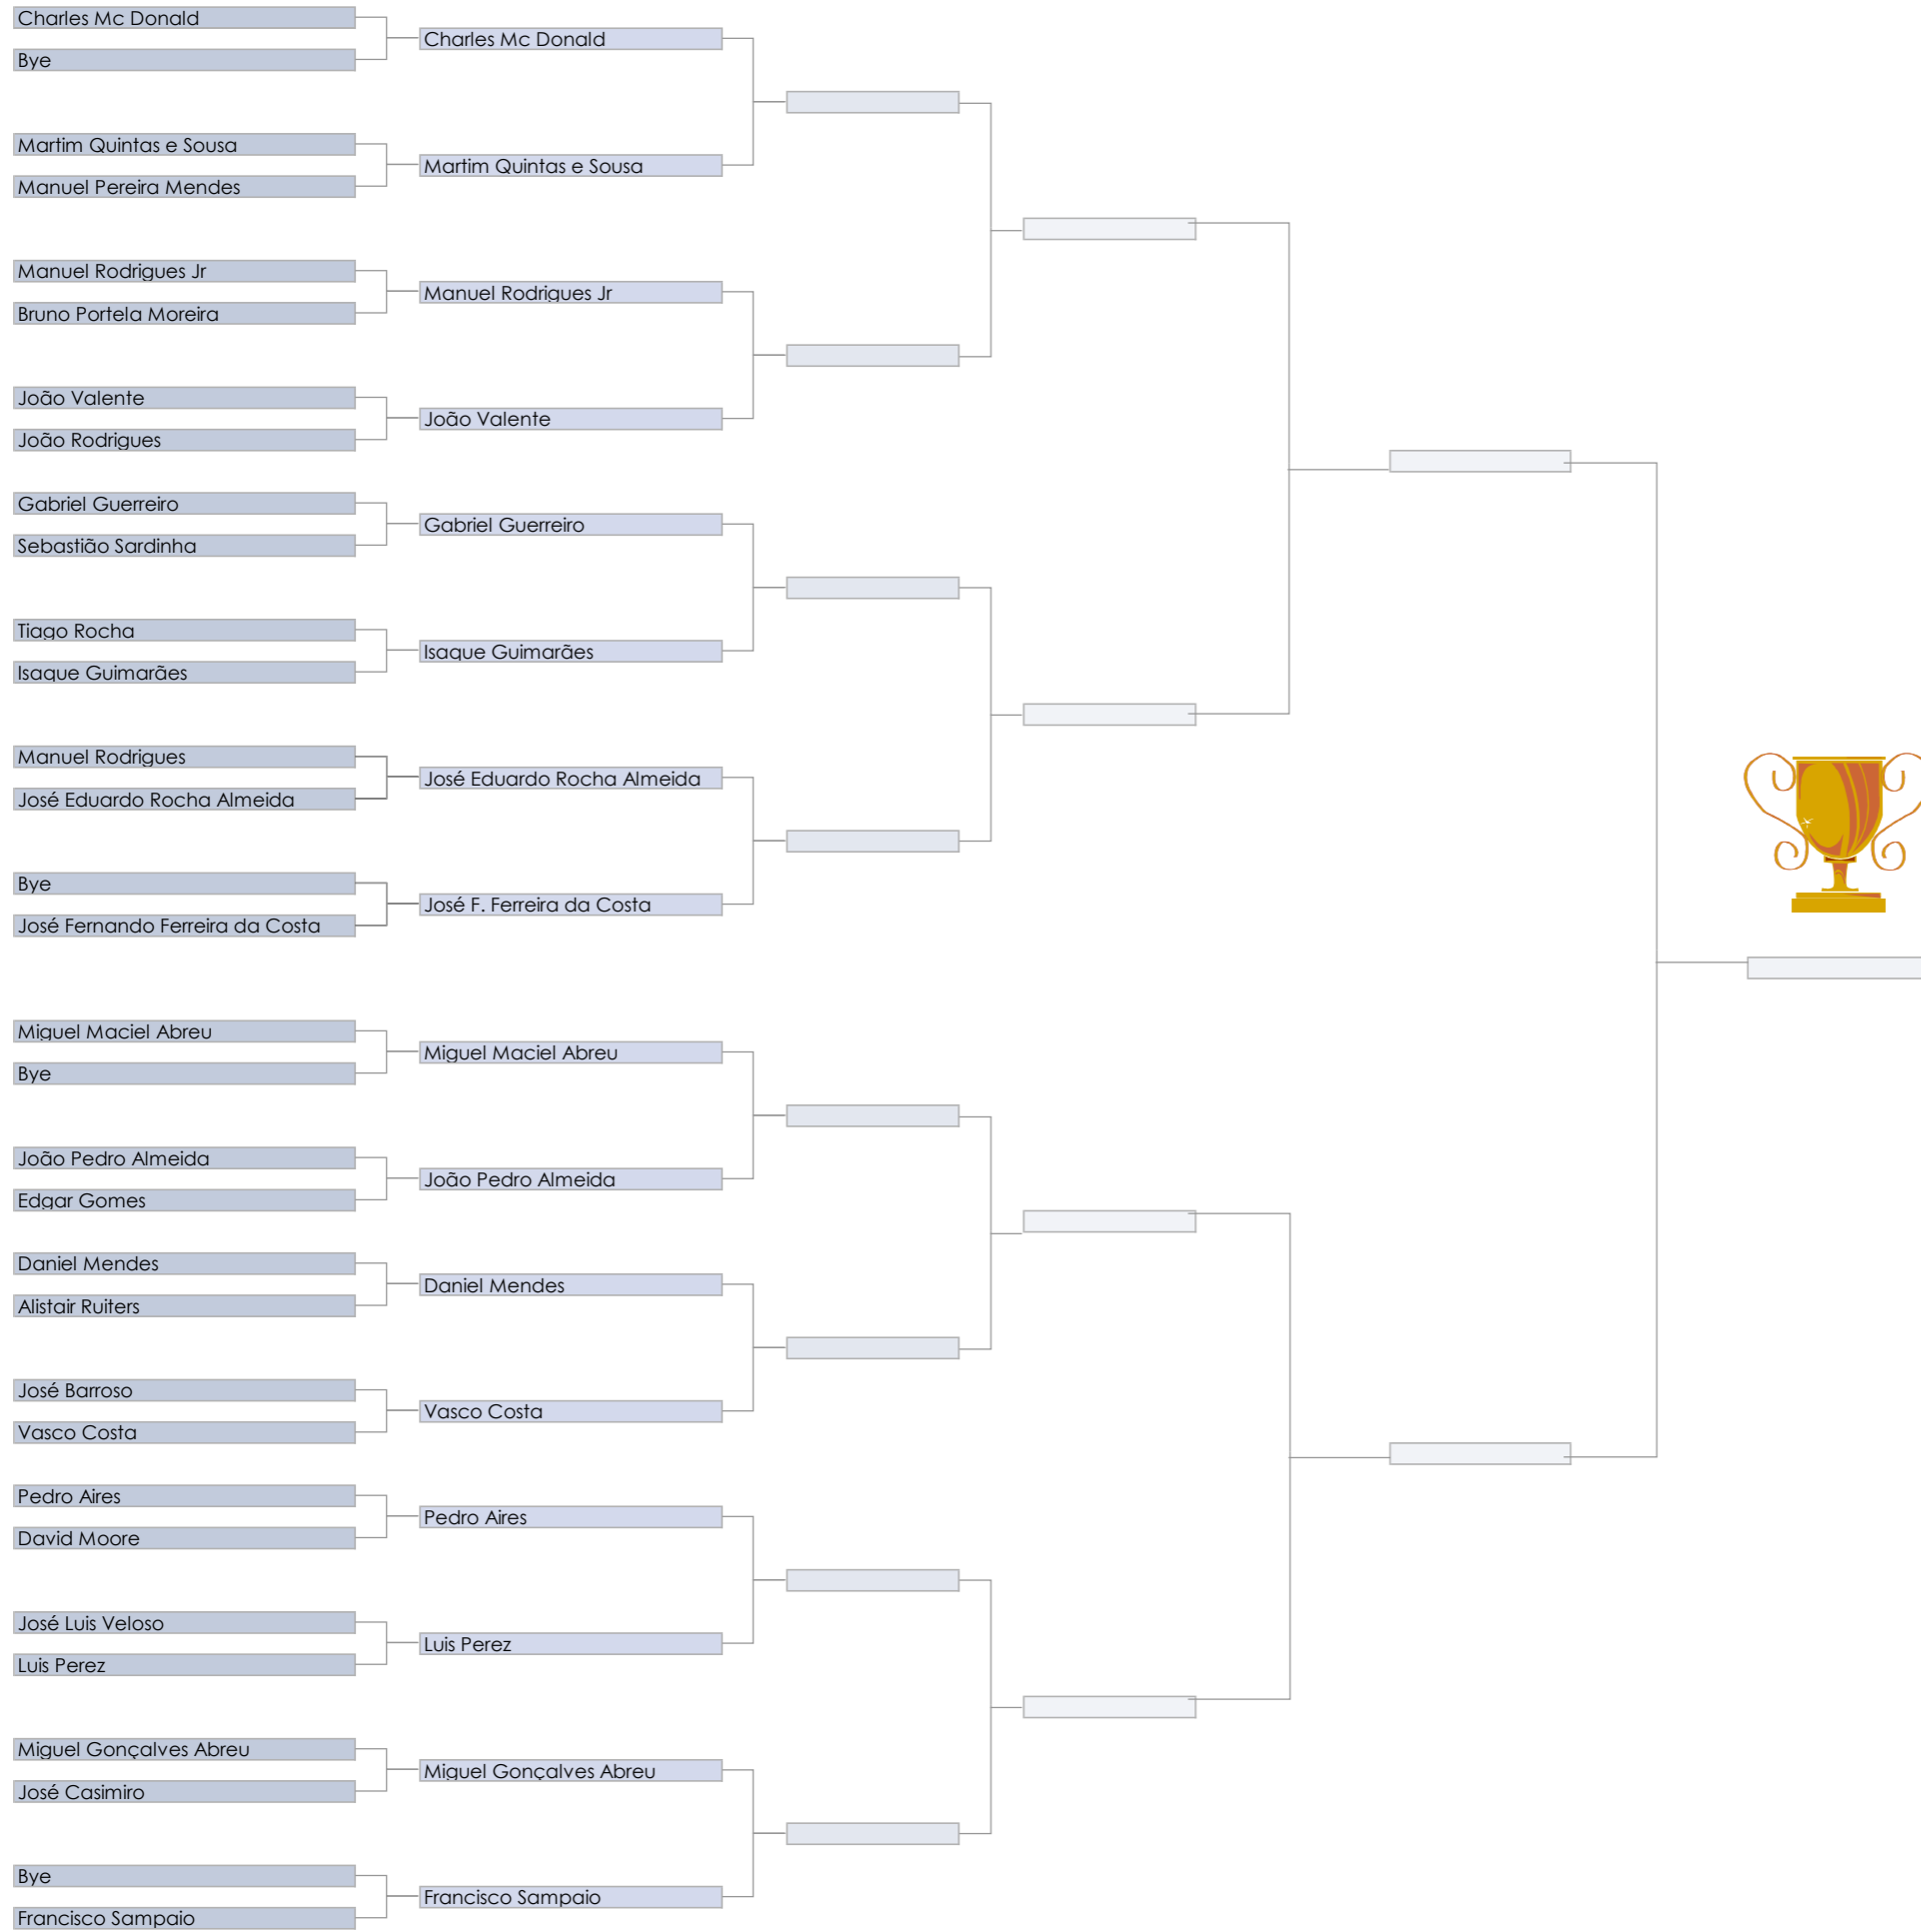 Charles Mc Donald
Charles Mc Donald
Bye
Martim Quintas e Sousa
Martim Quintas e Sousa
Manuel Pereira Mendes
Manuel Rodrigues Jr
Manuel Rodrigues Jr
Bruno Portela Moreira
João Valente
João Valente
João Rodrigues
Gabriel Guerreiro
Gabriel Guerreiro
Sebastião Sardinha
Tiago Rocha
Isaque Guimarães
Isaque Guimarães
Manuel Rodrigues
José Eduardo Rocha Almeida
José Eduardo Rocha Almeida
Bye
José F. Ferreira da Costa
José Fernando Ferreira da Costa
Miguel Maciel Abreu
Miguel Maciel Abreu
Bye
João Pedro Almeida
João Pedro Almeida
Edgar Gomes
Daniel Mendes
Daniel Mendes
Alistair Ruiters
José Barroso
Vasco Costa
Vasco Costa
Pedro Aires
Pedro Aires
David Moore
José Luis Veloso
Luis Perez
Luis Perez
Miguel Gonçalves Abreu
Miguel Gonçalves Abreu
José Casimiro
Bye
Francisco Sampaio
Francisco Sampaio